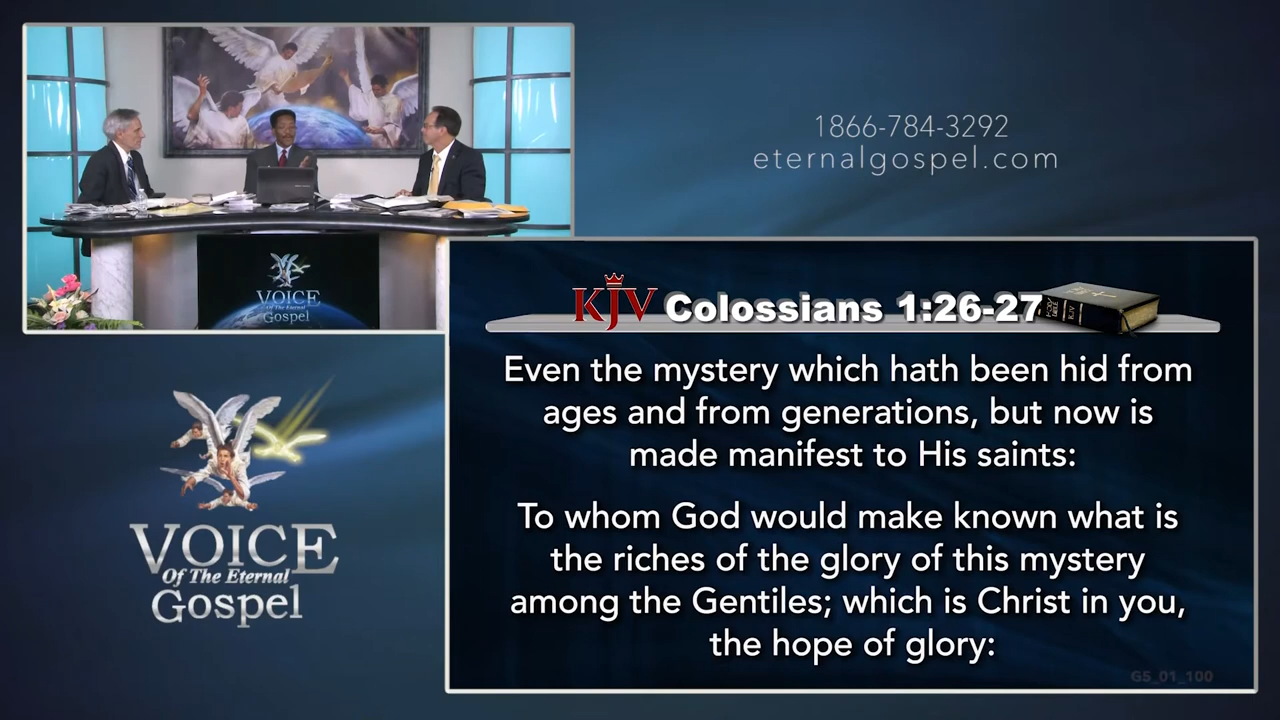 1866-784-3292
eternalgospel.com
VOICE
Of The Eternal
Gospel
KJV Colossians 1:26-27
HOLY
BIBLE
KJV
Even the mystery which hath been hid from
ages and from generations, but now is
made manifest to His saints:
To whom God would make known what is
the riches of the glory of this mystery
among the Gentiles; which is Christ in you,
the hope of glory:
VOICE
Of The Eternal
Gospel
GS_01_100